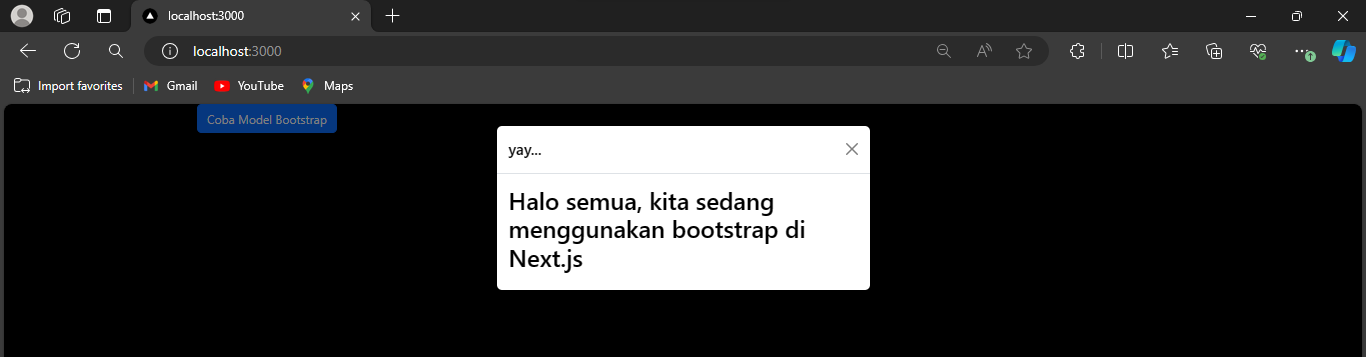 localhost:3000
localhost:3000
Import favorites Gmail YouTube Maps
Coba Model Bootstrap
yay...
Halo semua, kita sedang
menggunakan bootstrap di
Next.js